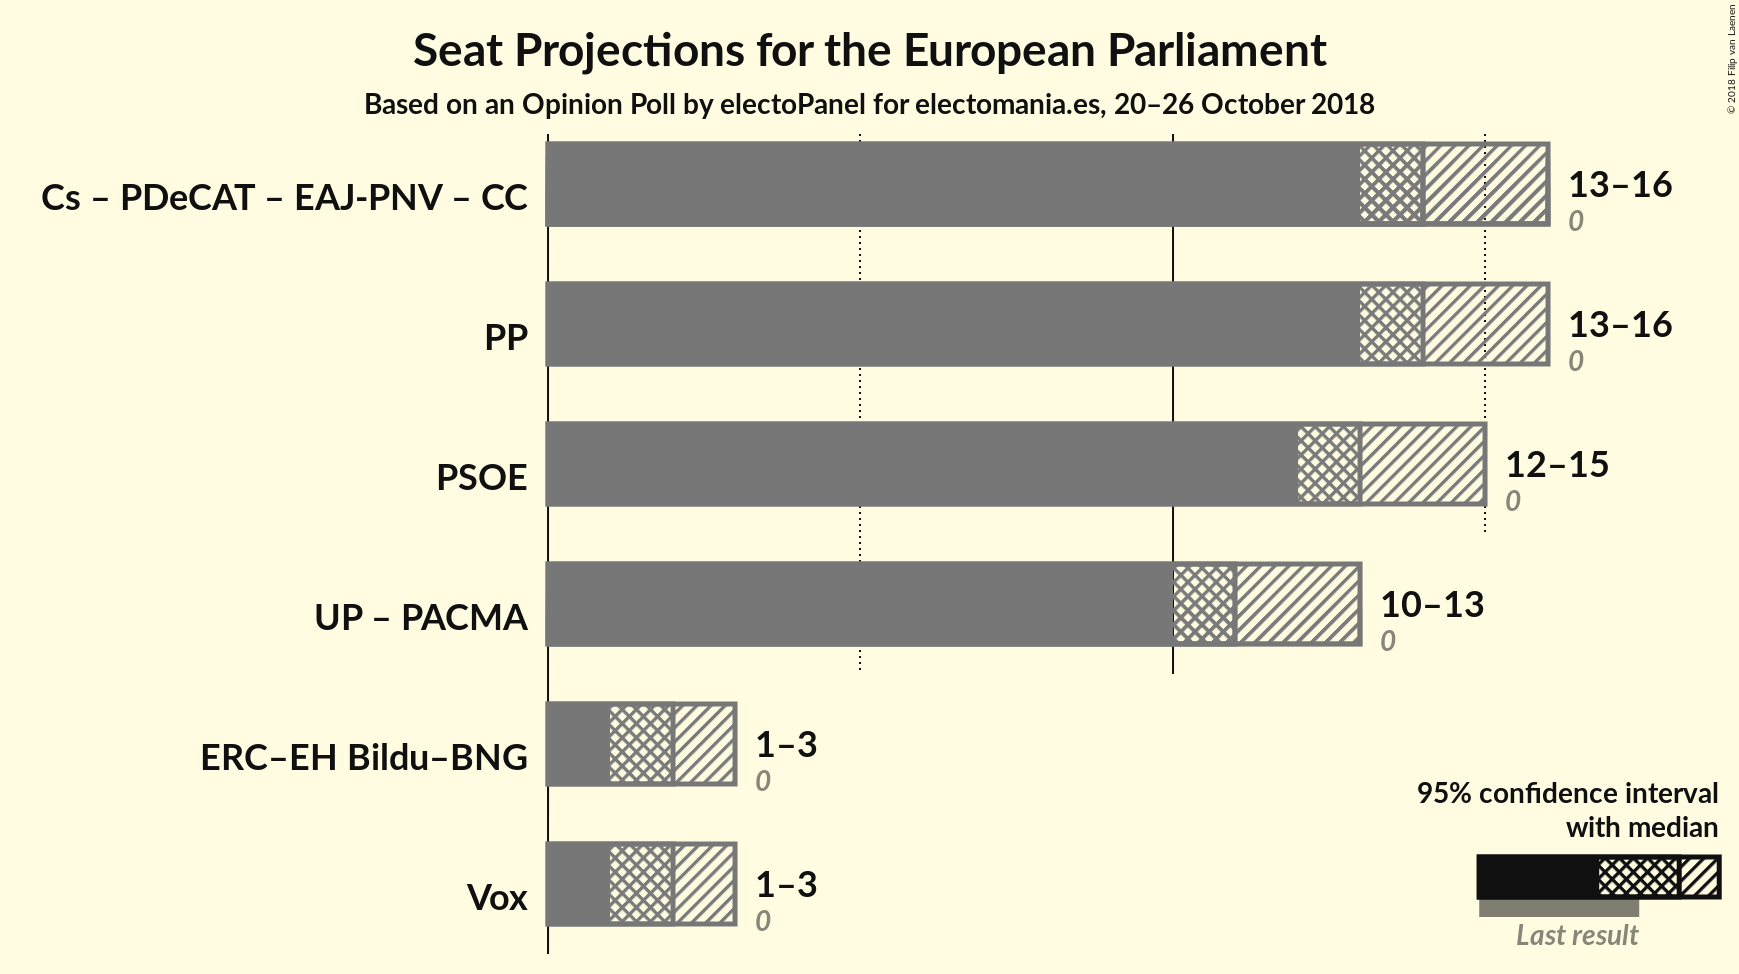 Seat Projections for the European Parliament
Based on an Opinion Poll by electoPanel for electomania.es, 20–26 October 2018
© 2018 Filip van Laenen
Cs – PDeCAT – EAJ-PNV – CC
13–16
0
PP
13–16
0
PSOE
12–15
0
UP – PACMA
10–13
0
ERC–EH Bildu–BNG
1–3
0
Vox
1–3
0
95% confidence interval
with median
Last result